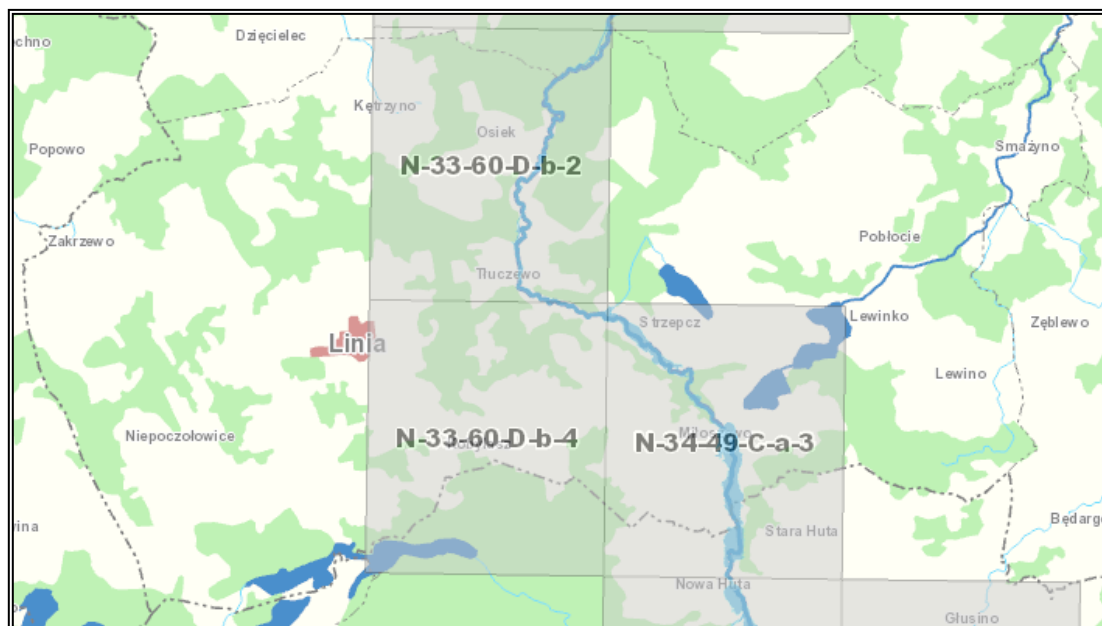 Dzięcielec
chno
Kętrzyno
Osiek
Smażyno
Popowo
N-33-60-D-b-2
Zakrzewo
Pobłocie
Tłuczewo
Lewinko
Strzepcz
Zęblewo
Linia
Lewino
Niepoczołowice
N-33-60-D-b-4
N-34-49-C-a-3
Będarg
wina
Stara Huta
Nowa Huta
Głusino